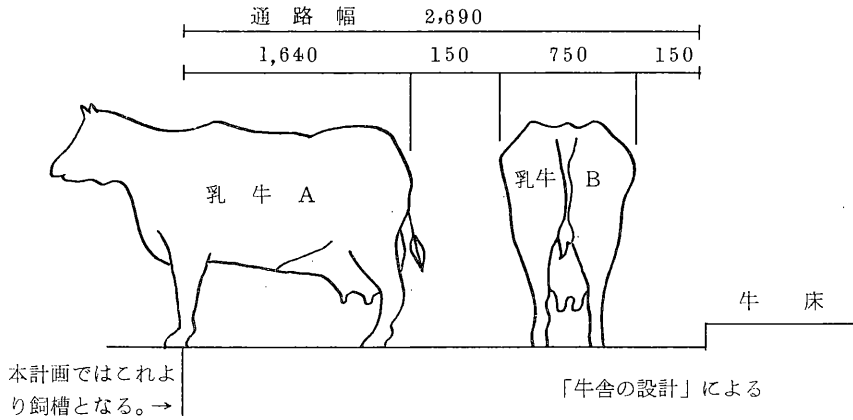 通路幅 2,690
1,640 150 750 150
乳牛A
乳牛 B
牛床
本計画ではこれよ
り飼槽となる。→
「牛舎の設計」による